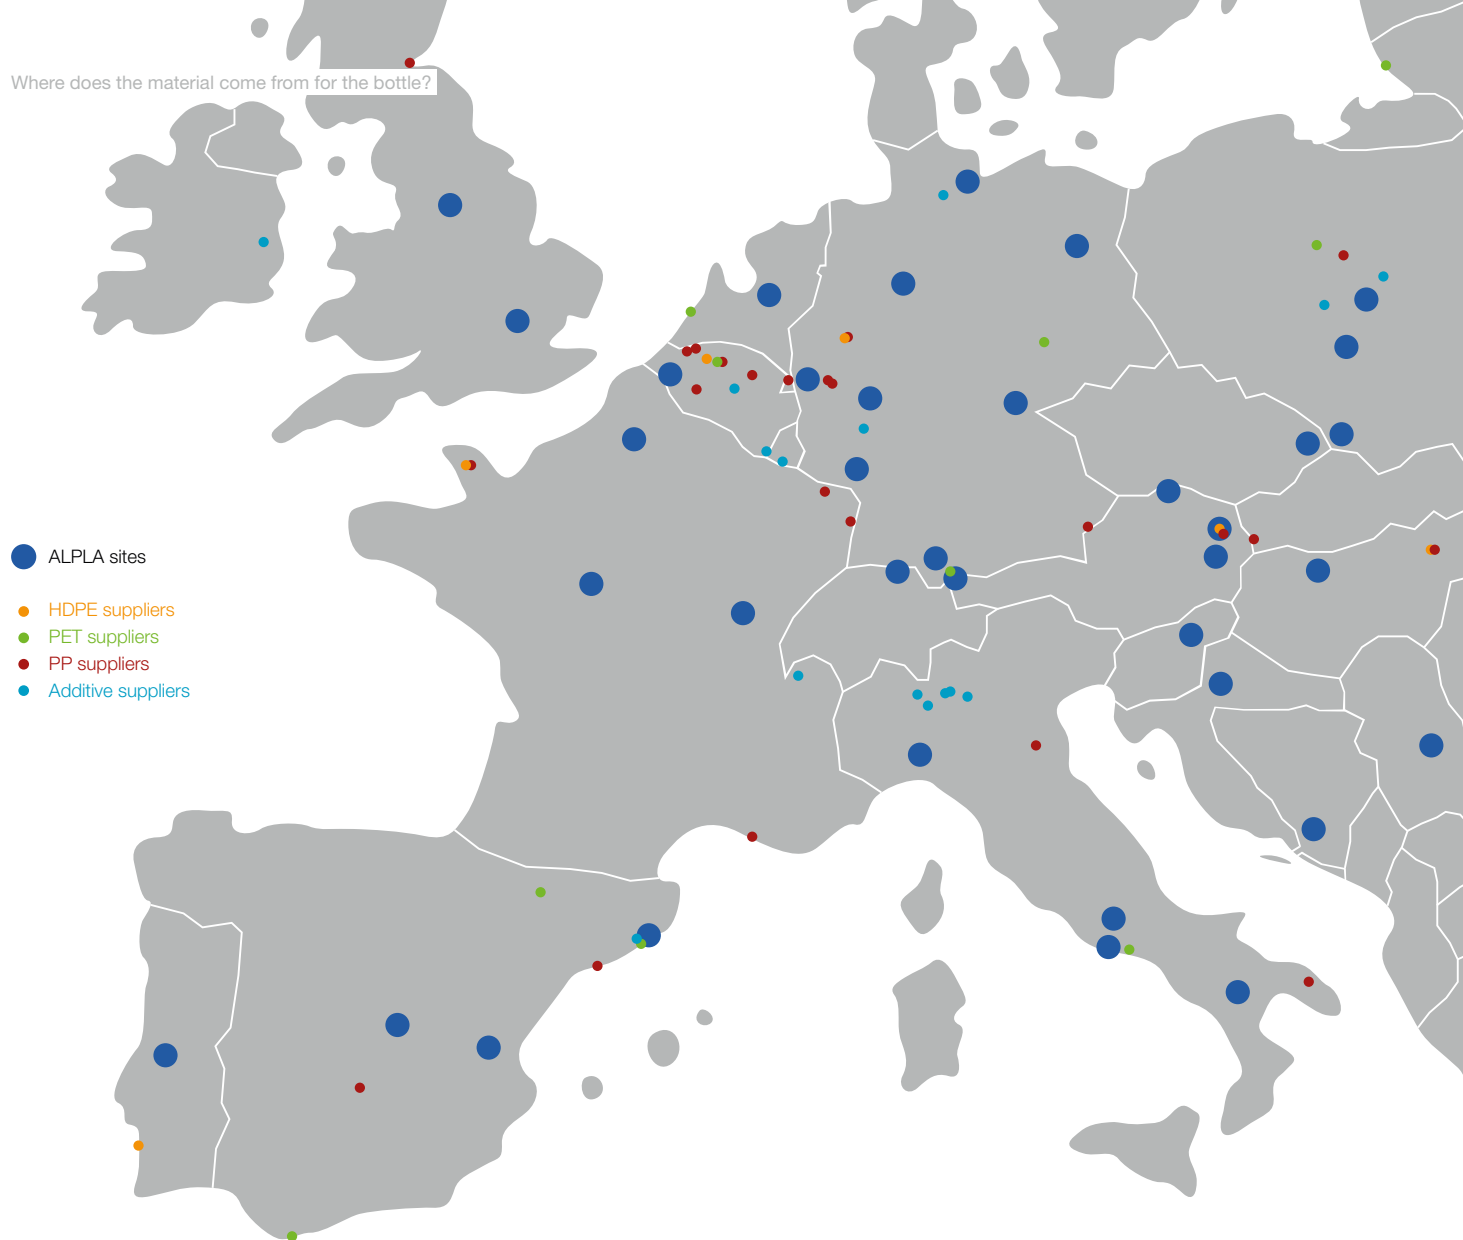 Where does the material come from for the bottle?
ALPLA sites
HDPE suppliers
PET suppliers
PP suppliers
Additive suppliers